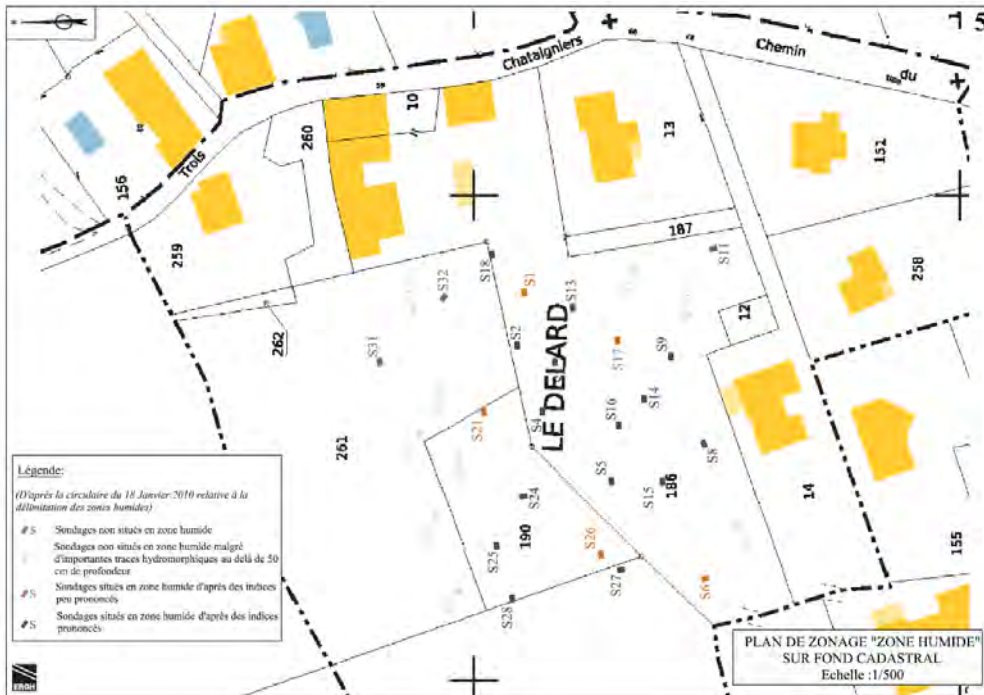 5
Chataigniers
Chemin
du
Trois
10
260
13
151
156
259
187
258
S11
S18
S32
S1
S13
12
262
S31
S2
LE DELARD
S17
S9
S16
S14
S21
S4
261
S8
S5
S15
186
S24
190
14
S25
S26
155
S27
S6
S28
Légende:
(D'après la circulaire du 18 Janvier 2010 relative à la
délimitation des zones humides)
S Sondages non situés en zone humide
Sondages non situés en zone humide malgré
d'importantes traces hydromorphiques au delà de 50
cm de profondeur
S Sondages situés en zone humide d'après des indices
peu prononcés
S Sondages situés en zone humide d'après des indices
prononcés
ERGH
PLAN DE ZONAGE "ZONE HUMIDE"
SUR FOND CADASTRAL
Echelle :1/500